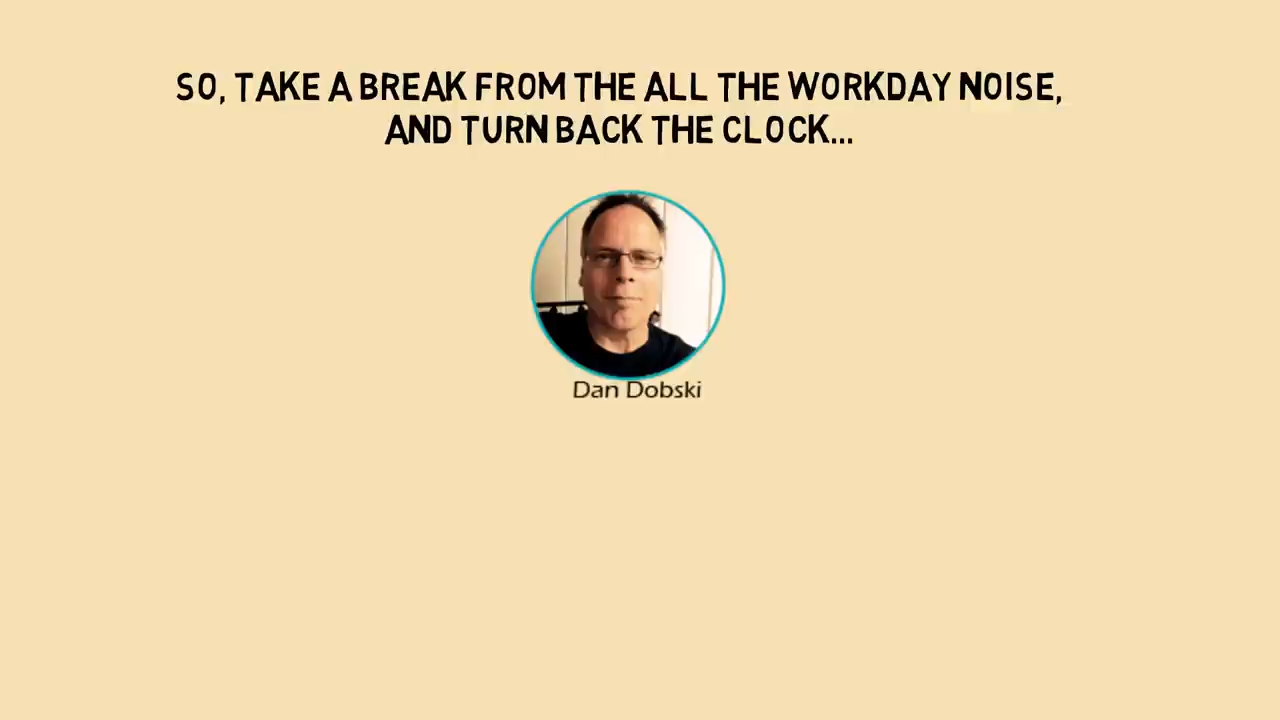 SO, TAKE A BREAK FROM THE ALL THE WORKDAY NOISE,
AND TURN BACK THE CLOCK...
Dan Dobski